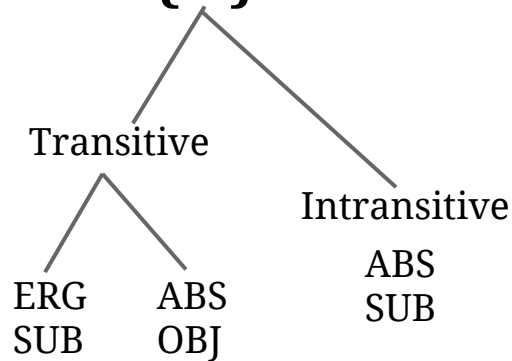 Transitive
Intransitive
ABS
SUB
ERG ABS
SUB OBJ